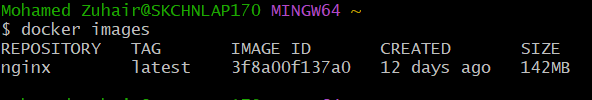 Mohamed Zuhair@SKCHNLAP170 MINGW64 ~
$ docker images
REPOSITORY   TAG       IMAGE ID       CREATED       SIZE
nginx        latest    3f8a00f137a0   12 days ago   142MB